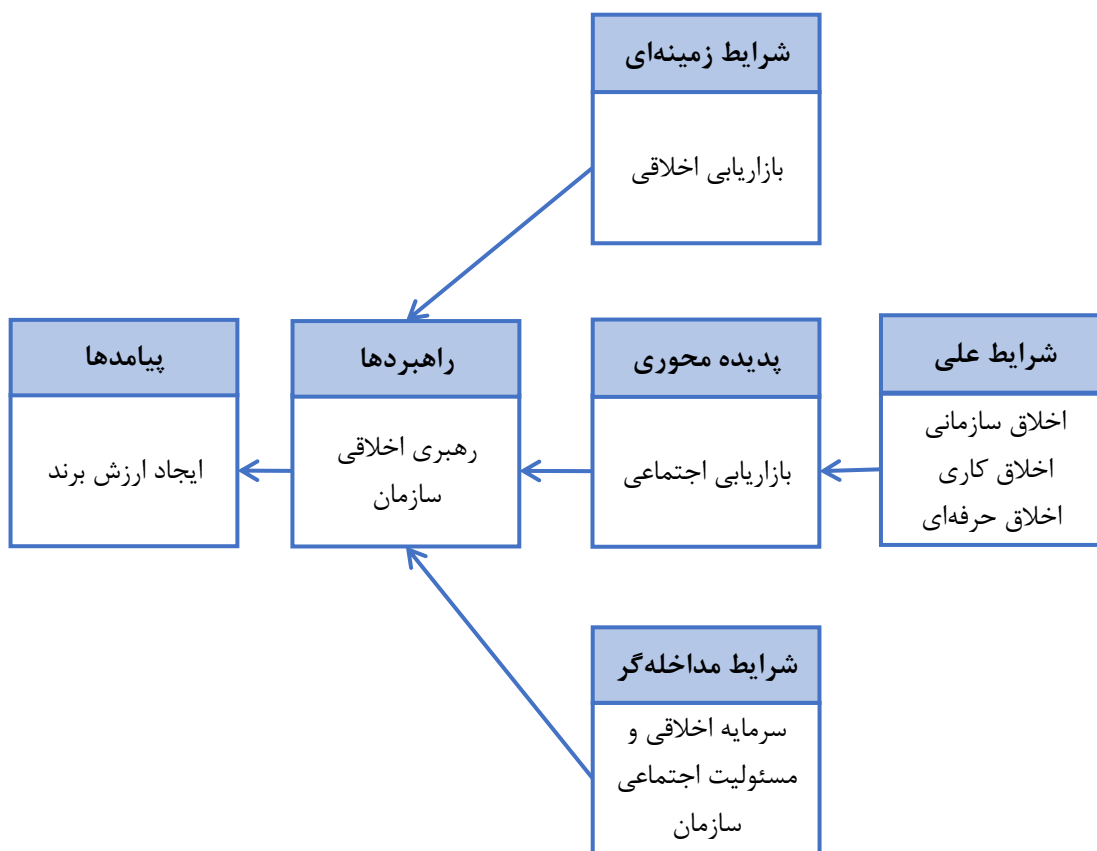 شرایط زمینه‌ای
بازاریابی اخلاقی
شرایط علی
اخلاق سازمانی
اخلاق کاری
اخلاق حرفه‌ای
پدیده محوری
بازاریابی اجتماعی
راهبردها
رهبری اخلاقی
سازمان
پیامدها
ایجاد ارزش برند
شرایط مداخله‌گر
سرمایه اخلاقی و
مسئولیت اجتماعی
سازمان